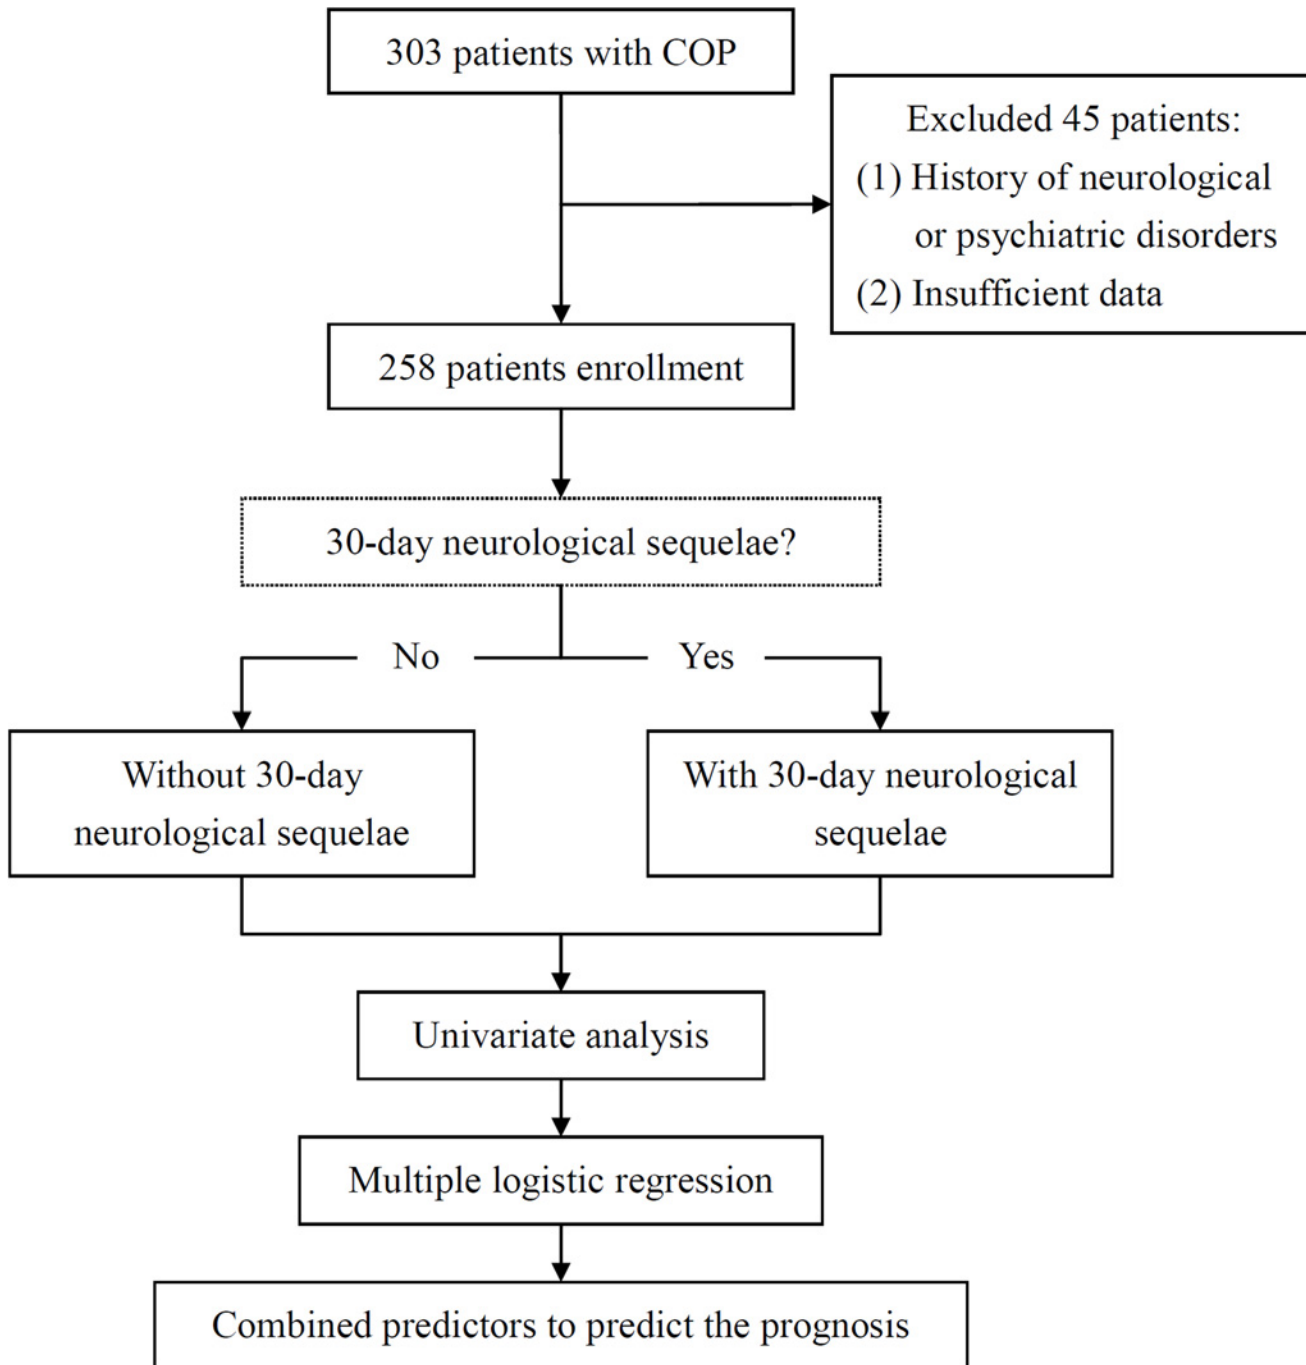 303 patients with COP
Excluded 45 patients:
(1) History of neurological
or psychiatric disorders
(2) Insufficient data
258 patients enrollment
30-day neurological sequelae?
No
Yes
Without 30-day
neurological sequelae
With 30-day neurological
sequelae
Univariate analysis
Multiple logistic regression
Combined predictors to predict the prognosis